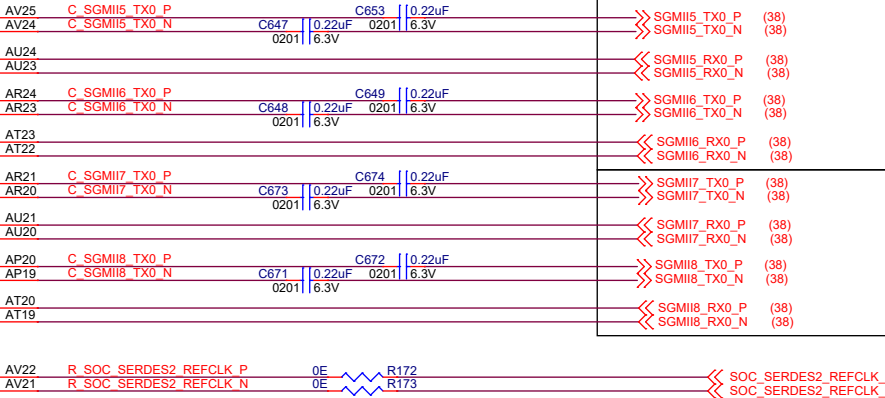 AV25 C_SGMII5_TX0_P C653 0.22uF SGMII5_TX0_P (38)
AV24 C_SGMII5_TX0_N C647 0.22uF 0201 6.3V SGMII5_TX0_N (38)
0201 6.3V
AU24 SGMII5_RX0_P (38)
AU23 SGMII5_RX0_N (38)
AR24 C_SGMII6_TX0_P C649 0.22uF SGMII6_TX0_P (38)
AR23 C_SGMII6_TX0_N C648 0.22uF 0201 6.3V SGMII6_TX0_N (38)
0201 6.3V
AT23 SGMII6_RX0_P (38)
AT22 SGMII6_RX0_N (38)
AR21 C_SGMII7_TX0_P C674 0.22uF SGMII7_TX0_P (38)
AR20 C_SGMII7_TX0_N C673 0.22uF 0201 6.3V SGMII7_TX0_N (38)
0201 6.3V
AU21 SGMII7_RX0_P (38)
AU20 SGMII7_RX0_N (38)
AP20 C_SGMII8_TX0_P C672 0.22uF SGMII8_TX0_P (38)
AP19 C_SGMII8_TX0_N C671 0.22uF 0201 6.3V SGMII8_TX0_N (38)
0201 6.3V
AT20 SGMII8_RX0_P (38)
AT19 SGMII8_RX0_N (38)
AV22 R_SOC_SERDES2_REFCLK_P 0E R172 SOC_SERDES2_REFCLK_
AV21 R_SOC_SERDES2_REFCLK_N 0E R173 SOC_SERDES2_REFCLK_